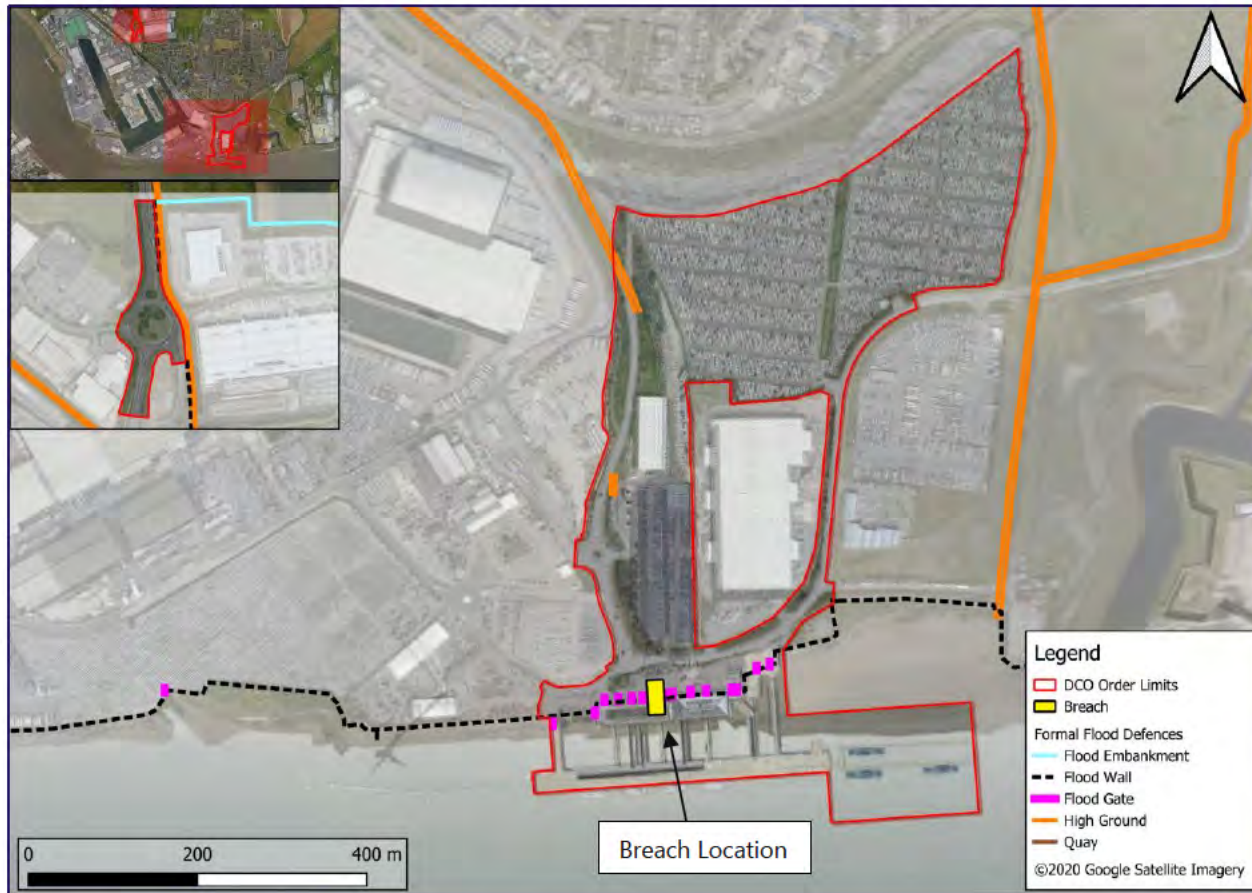 Legend
DCO Order Limits
Breach
Formal Flood Defences
Flood Embankment
Flood Wall
Flood Gate
High Ground
Quay
©2020 Google Satellite Imagery
Breach Location
0 200 400 m